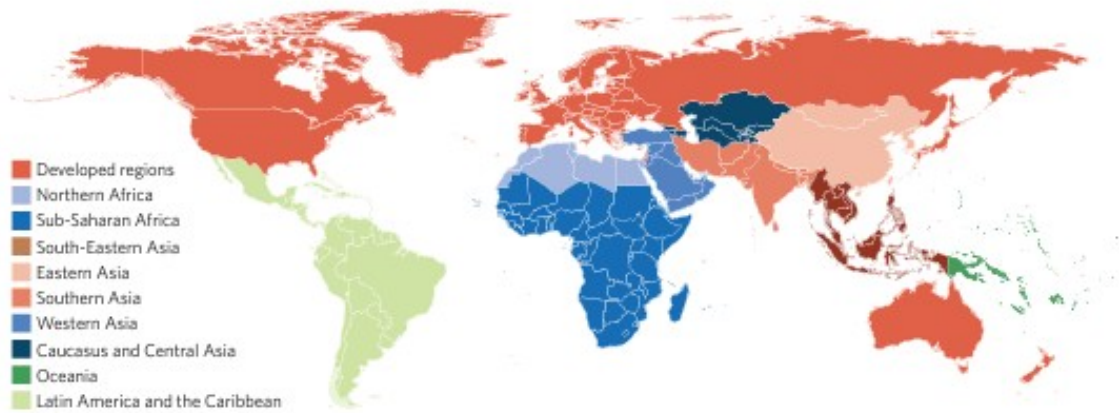 Developed regions
Northern Africa
Sub-Saharan Africa
South-Eastern Asia
Eastern Asia
Southern Asia
Western Asia
Caucasus and Central Asia
Oceania
Latin America and the Caribbean